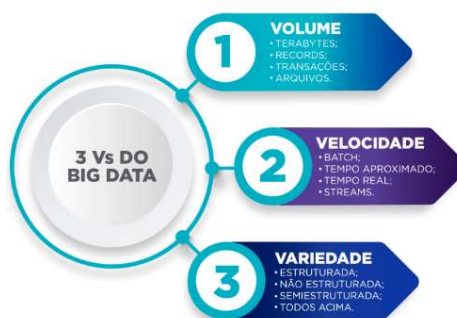 3 Vs DO
BIG DATA
1
VOLUME
• TERABYTES;
• RECORDS;
• TRANSAÇÕES;
• ARQUIVOS.
2
VELOCIDADE
• BATCH;
• TEMPO APROXIMADO;
• TEMPO REAL;
• STREAMS.
3
VARIEDADE
• ESTRUTURADA;
• NÃO ESTRUTURADA;
• SEMIESTRUTURADA;
• TODOS ACIMA.